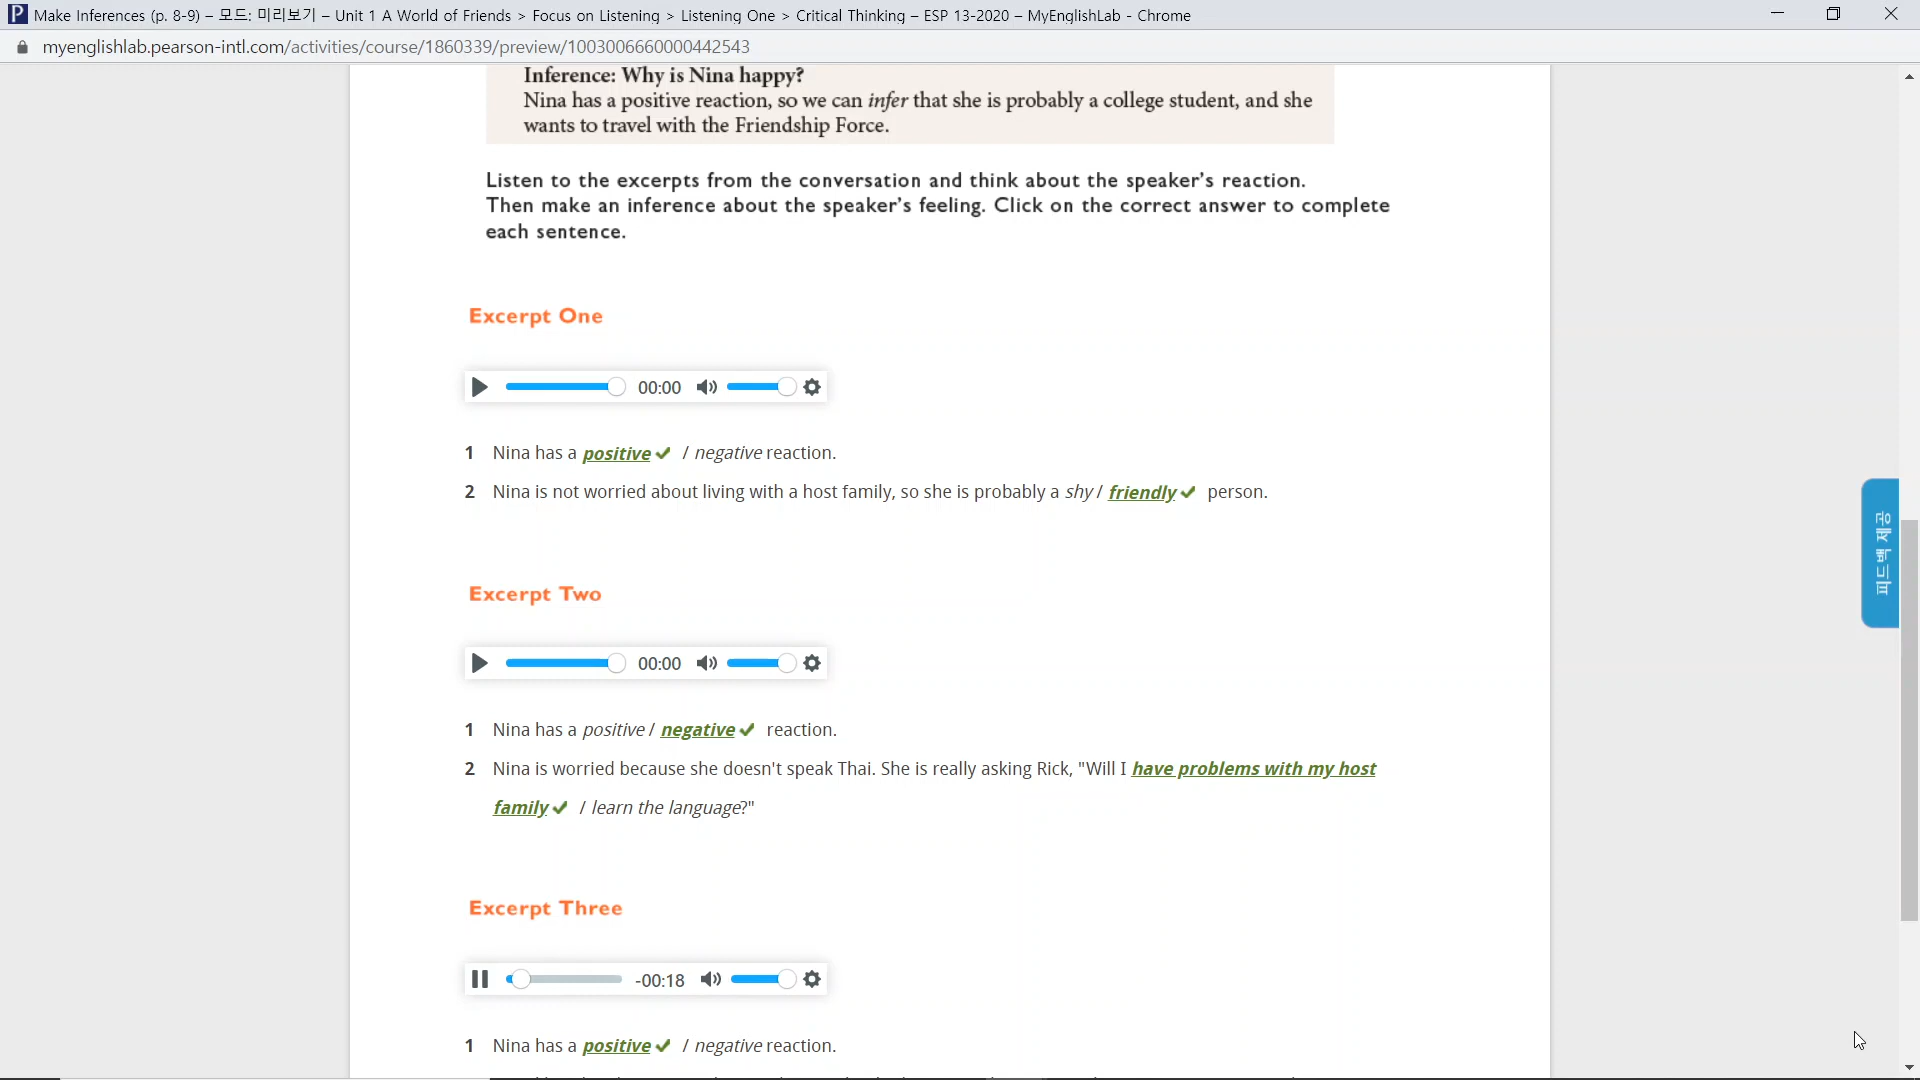 Make Inferences (p. 8-9) – 모드: 미리보기 – Unit 1 A World of Friends > Focus on Listening > Listening One > Critical Thinking – ESP 13-2020 – MyEnglishLab - Chrome
myenglishlab.pearson-intl.com/activities/course/1860339/preview/1003006660000442543
Inference: Why is Nina happy?
Nina has a positive reaction, so we can infer that she is probably a college student, and she
wants to travel with the Friendship Force.
Listen to the excerpts from the conversation and think about the speaker's reaction.
Then make an inference about the speaker's feeling. Click on the correct answer to complete
each sentence.
Excerpt One
00:00
1 Nina has a positive ✔ / negative reaction.
2 Nina is not worried about living with a host family, so she is probably a shy / friendly ✔ person.
피드백 제공
Excerpt Two
00:00
1 Nina has a positive / negative ✔ reaction.
2 Nina is worried because she doesn't speak Thai. She is really asking Rick, "Will I have problems with my host
family ✔ / learn the language?"
Excerpt Three
-00:18
1 Nina has a positive ✔ / negative reaction.